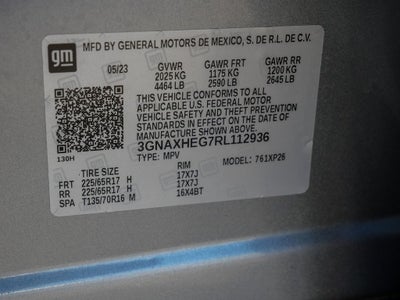 gm
MFD BY GENERAL MOTORS DE MEXICO, S. DE R.L. DE C.V.
05/23 GVWR GAWR FRT GAWR RR
2025 KG 1175 KG 1200 KG
4464 LB 2590 LB 2645 LB
THIS VEHICLE CONFORMS TO ALL
APPLICABLE U.S. FEDERAL MOTOR
VEHICLE SAFETY AND THEFT PREVENTION
STANDARDS IN EFFECT ON THE DATE OF
MANUFACTURE SHOWN ABOVE.
3GNAXHEG7RL112936
130H TYPE: MPV MODEL: 761XP26
TIRE SIZE RIM
FRT 225/65R17 H 17X7J
RR 225/65R17 H 17X7J
SPA T135/70R16 M 16X4BT